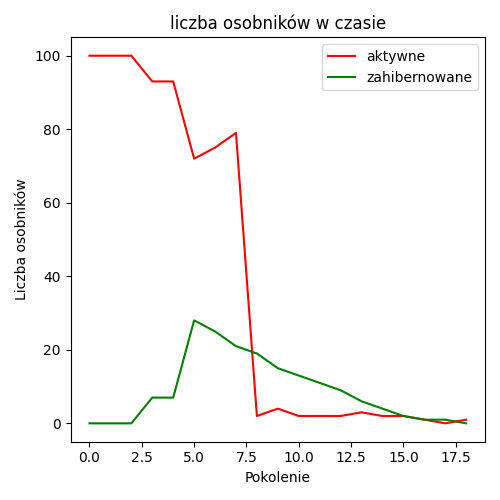 liczba osobników w czasie
aktywne
zahibernowane
Liczba osobników
100
80
60
40
20
0
0.0 2.5 5.0 7.5 10.0 12.5 15.0 17.5
Pokolenie